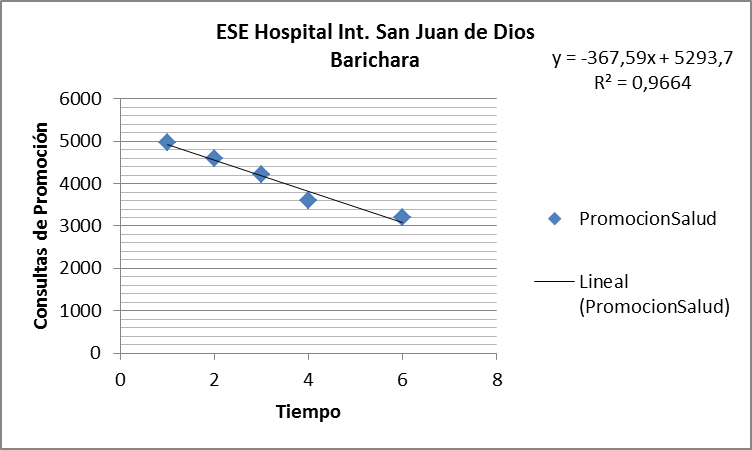 ESE Hospital Int. San Juan de Dios
Barichara
y = -367,59x + 5293,7
R² = 0,9664
Consultas de Promoción
6000
5000
4000
3000
2000
1000
0
0 2 4 6 8
Tiempo
PromocionSalud
Lineal
(PromocionSalud)